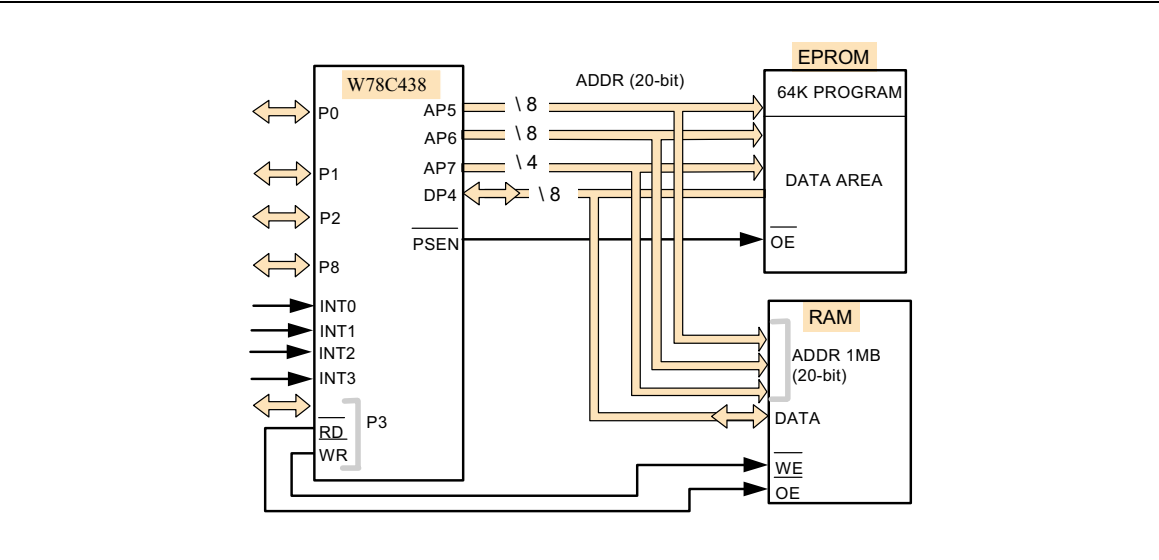 EPROM
W78C438
ADDR (20-bit)
64K PROGRAM
P0
AP5
\ 8
AP6
\ 8
P1
AP7
\ 4
DATA AREA
DP4
\ 8
P2
PSEN
OE
P8
INT0
RAM
INT1
INT2
ADDR 1MB
(20-bit)
INT3
P3
DATA
RD
WR
WE
OE